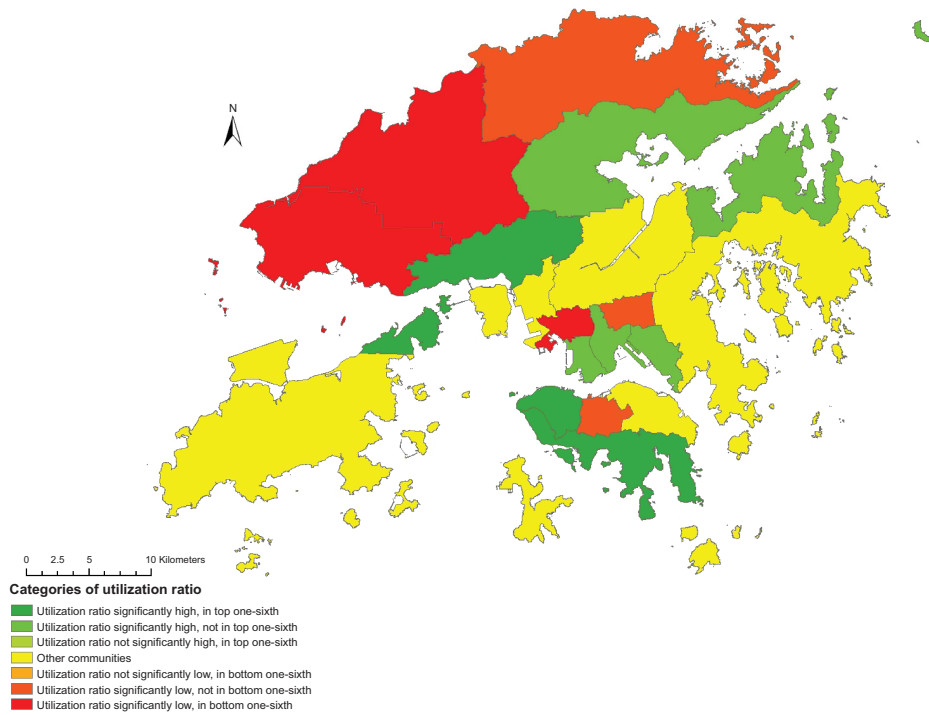 N
0 2.5 5 10 Kilometers
Categories of utilization ratio
Utilization ratio significantly high, in top one-sixth
Utilization ratio significantly high, not in top one-sixth
Utilization ratio not significantly high, in top one-sixth
Other communities
Utilization ratio not significantly low, in bottom one-sixth
Utilization ratio significantly low, not in bottom one-sixth
Utilization ratio significantly low, in bottom one-sixth